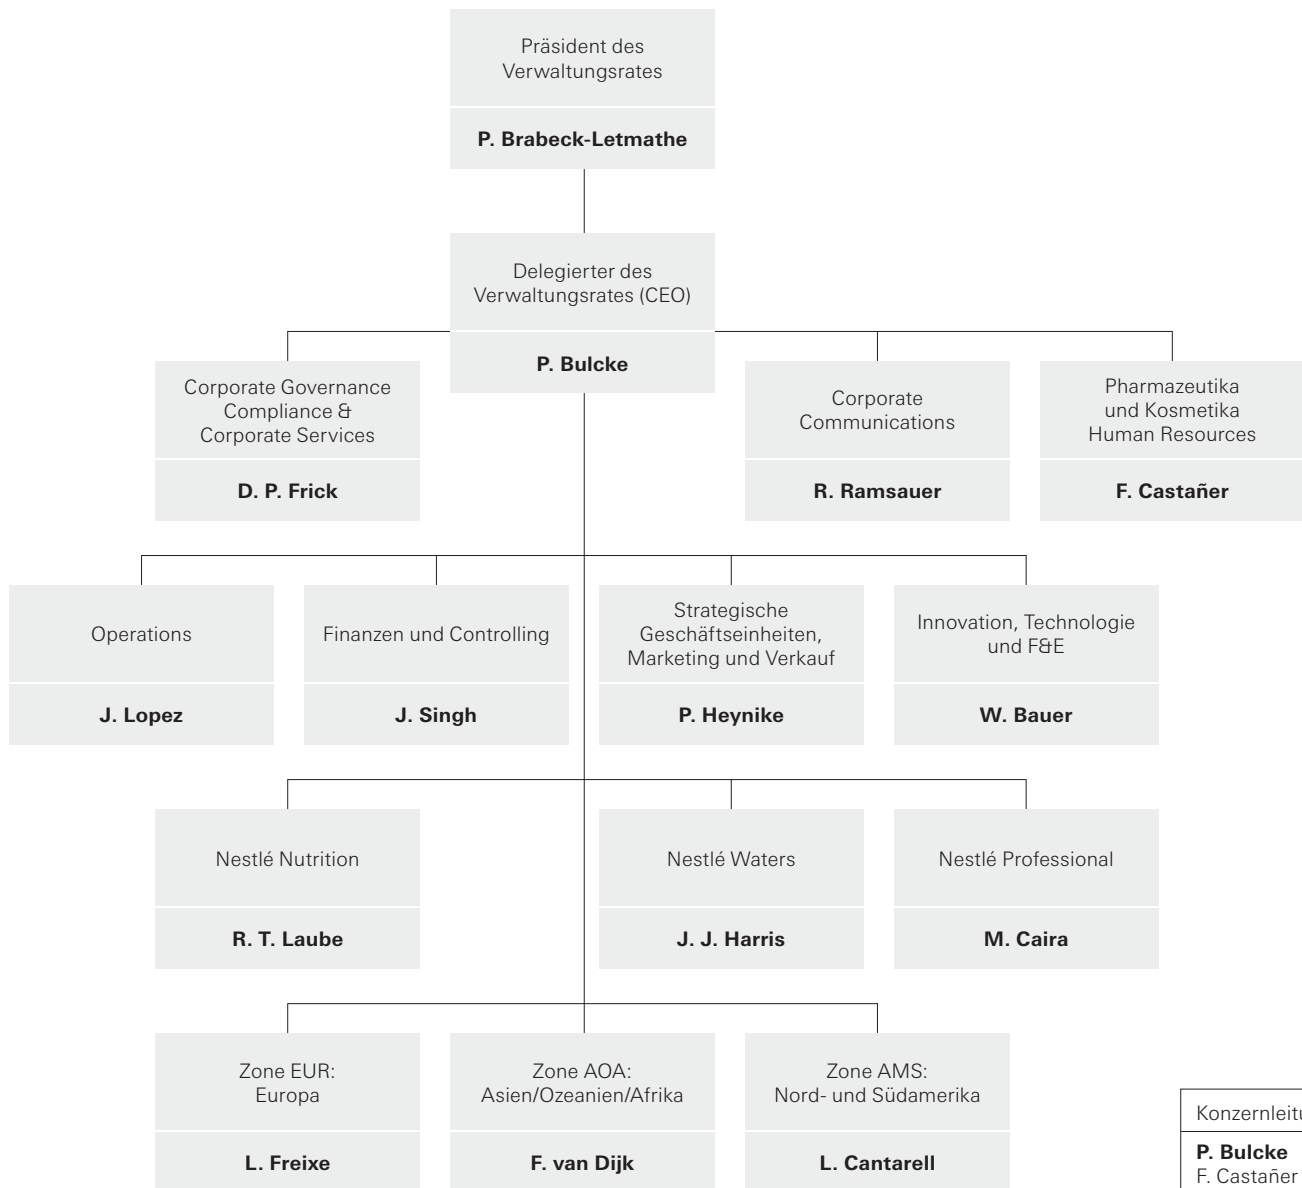 Präsident des
Verwaltungsrates
P. Brabeck-Letmathe
Delegierter des
Verwaltungsrates (CEO)
P. Bulcke
Corporate Governance
Compliance &
Corporate Services
D. P. Frick
Corporate
Communications
R. Ramsauer
Pharmazeutika
und Kosmetika
Human Resources
F. Castañer
Operations
J. Lopez
Finanzen und Controlling
J. Singh
Strategische
Geschäftseinheiten,
Marketing und Verkauf
P. Heynike
Innovation, Technologie
und F&E
W. Bauer
Nestlé Nutrition
R. T. Laube
Nestlé Waters
J. J. Harris
Nestlé Professional
M. Caira
Zone EUR:
Europa
L. Freixe
Zone AOA:
Asien/Ozeanien/Afrika
F. van Dijk
Zone AMS:
Nord- und Südamerika
L. Cantarell
P. Bulcke
F. Castañer